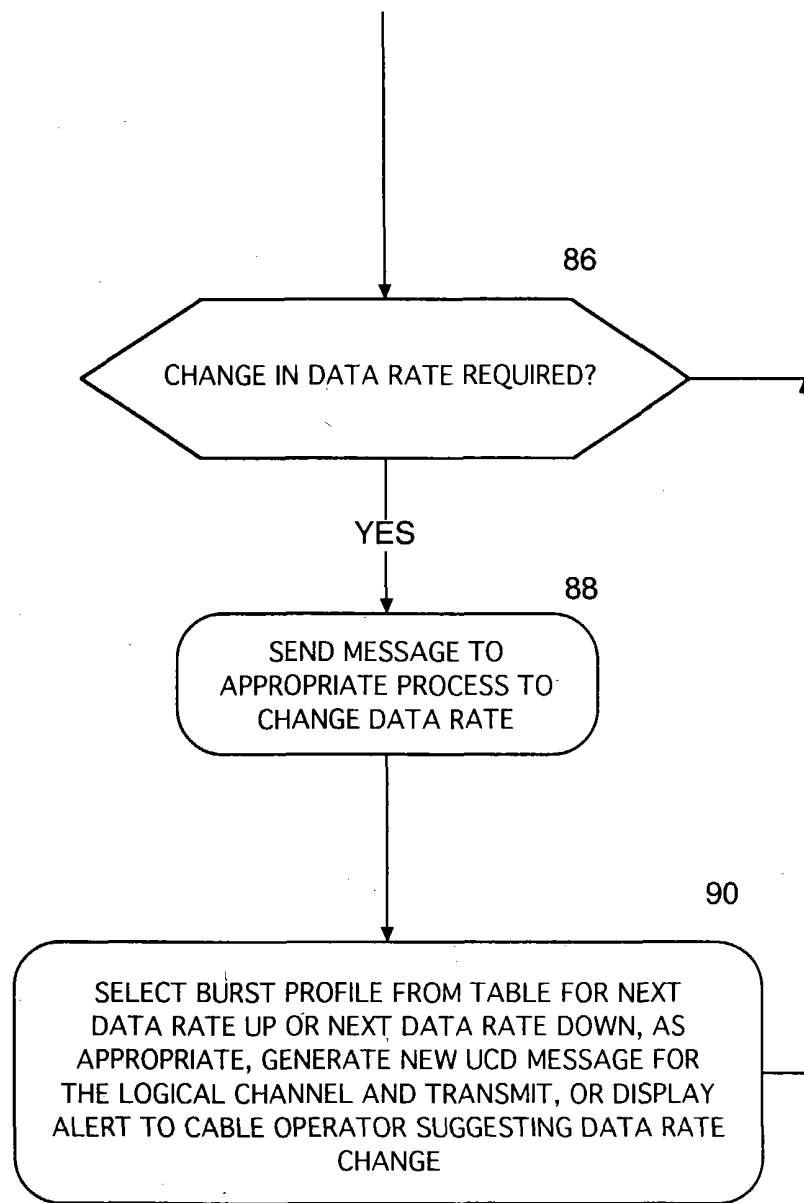 86
CHANGE IN DATA RATE REQUIRED?
YES
88
SEND MESSAGE TO
APPROPRIATE PROCESS TO
CHANGE DATA RATE
90
SELECT BURST PROFILE FROM TABLE FOR NEXT
DATA RATE UP OR NEXT DATA RATE DOWN, AS
APPROPRIATE, GENERATE NEW UCD MESSAGE FOR
THE LOGICAL CHANNEL AND TRANSMIT, OR DISPLAY
ALERT TO CABLE OPERATOR SUGGESTING DATA RATE
CHANGE